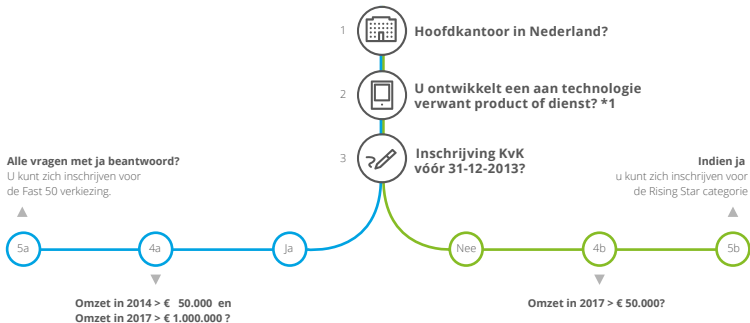 1 Hoofdkantoor in Nederland?
2 U ontwikkelt een aan technologie
verwant product of dienst? *1
3 Inschrijving KvK
vóór 31-12-2013?
Alle vragen met ja beantwoord?
U kunt zich inschrijven voor
de Fast 50 verkiezing.
Indien ja
u kunt zich inschrijven voor
de Rising Star categorie
5a 4a Ja Nee 4b 5b
Omzet in 2014 > € 50.000 en
Omzet in 2017 > € 1.000.000 ?
Omzet in 2017 > € 50.000?